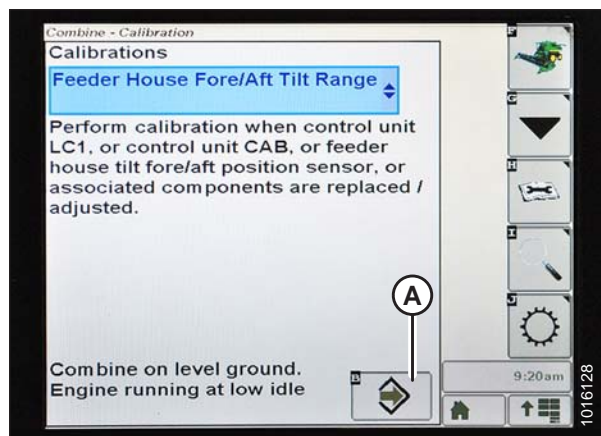 Combine - Calibration
Calibrations
Feeder House Fore/Aft Tilt Range
Perform calibration when control unit
LC1, or control unit CAB, or feeder
house tilt fore/aft position sensor, or
associated components are replaced /
adjusted.
A
Combine on level ground.
Engine running at low idle
B
F
G
H
I
J
9:20am
1016128